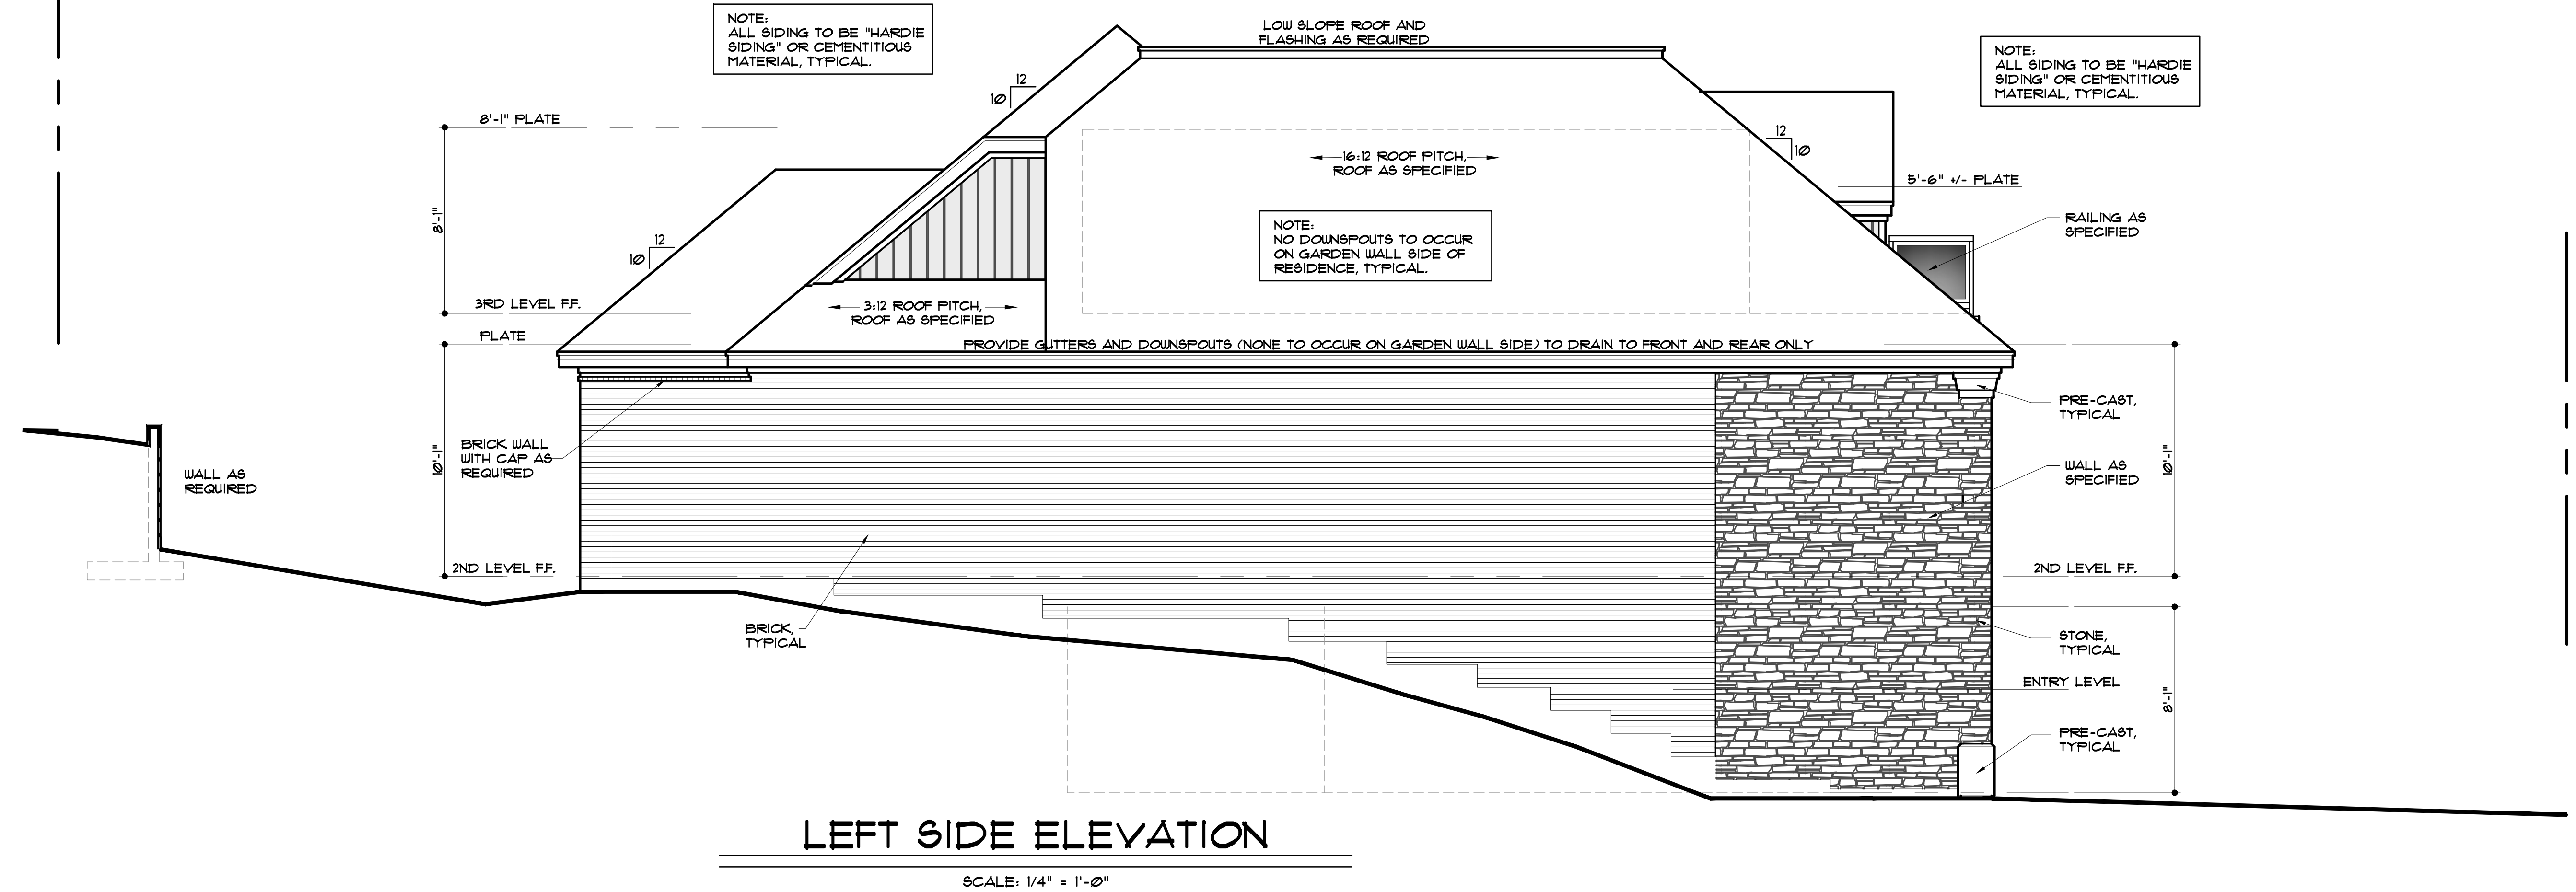 NOTE:
ALL SIDING TO BE "HARDIE
SIDING" OR CEMENTITIOUS
MATERIAL, TYPICAL.
LOW SLOPE ROOF AND
FLASHING AS REQUIRED
NOTE:
ALL SIDING TO BE "HARDIE
SIDING" OR CEMENTITIOUS
MATERIAL, TYPICAL.
12
10
8'-1" PLATE
12
10
16:12 ROOF PITCH,
ROOF AS SPECIFIED
5'-6" +/- PLATE
8'-1"
RAILING AS
SPECIFIED
NOTE:
NO DOWNSPOUTS TO OCCUR
ON GARDEN WALL SIDE OF
RESIDENCE, TYPICAL.
12
10
3RD LEVEL F.F.
3:12 ROOF PITCH,
ROOF AS SPECIFIED
PLATE
PROVIDE GUTTERS AND DOWNSPOUTS (NONE TO OCCUR ON GARDEN WALL SIDE) TO DRAIN TO FRONT AND REAR ONLY
PRE-CAST,
TYPICAL
BRICK WALL
WITH CAP AS
REQUIRED
10'-1"
10'-1"
WALL AS
REQUIRED
WALL AS
SPECIFIED
2ND LEVEL F.F.
2ND LEVEL F.F.
BRICK,
TYPICAL
STONE,
TYPICAL
ENTRY LEVEL
8'-1"
PRE-CAST,
TYPICAL
LEFT SIDE ELEVATION
SCALE: 1/4" = 1'-0"